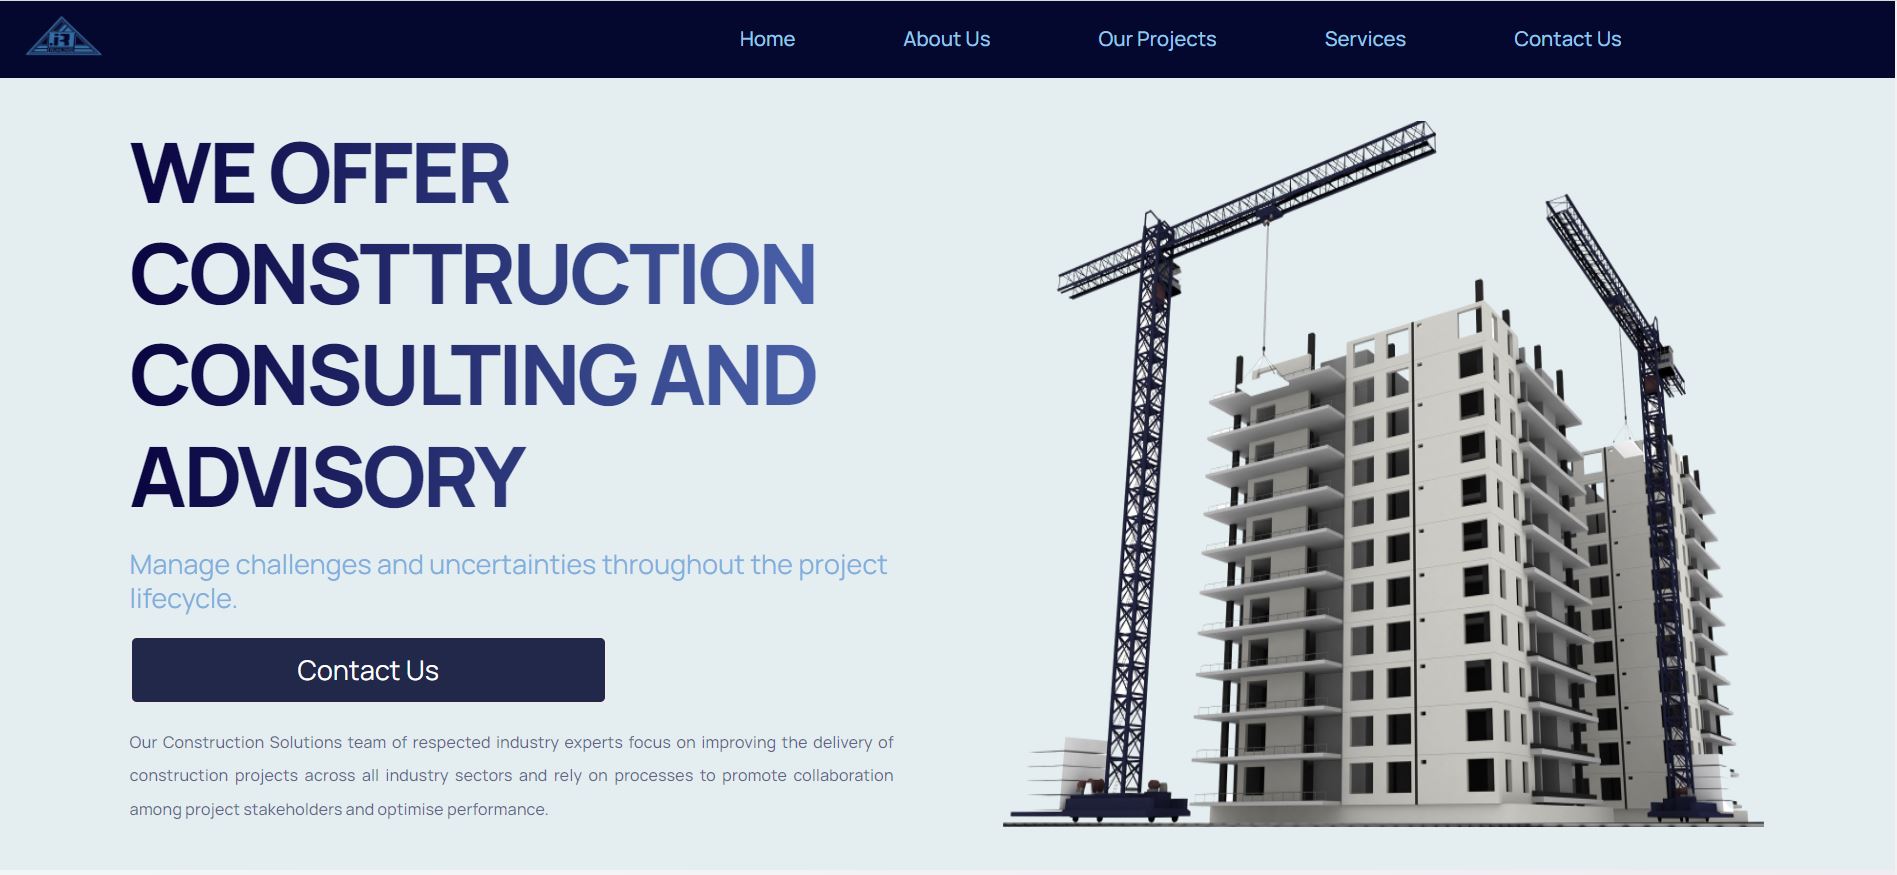 Home About Us Our Projects Services Contact Us
WE OFFER
CONSTTRUCTION
CONSULTING AND
ADVISORY
Manage challenges and uncertainties throughout the project
lifecycle.
Contact Us
Our Construction Solutions team of respected industry experts focus on improving the delivery of
construction projects across all industry sectors and rely on processes to promote collaboration
among project stakeholders and optimise performance.